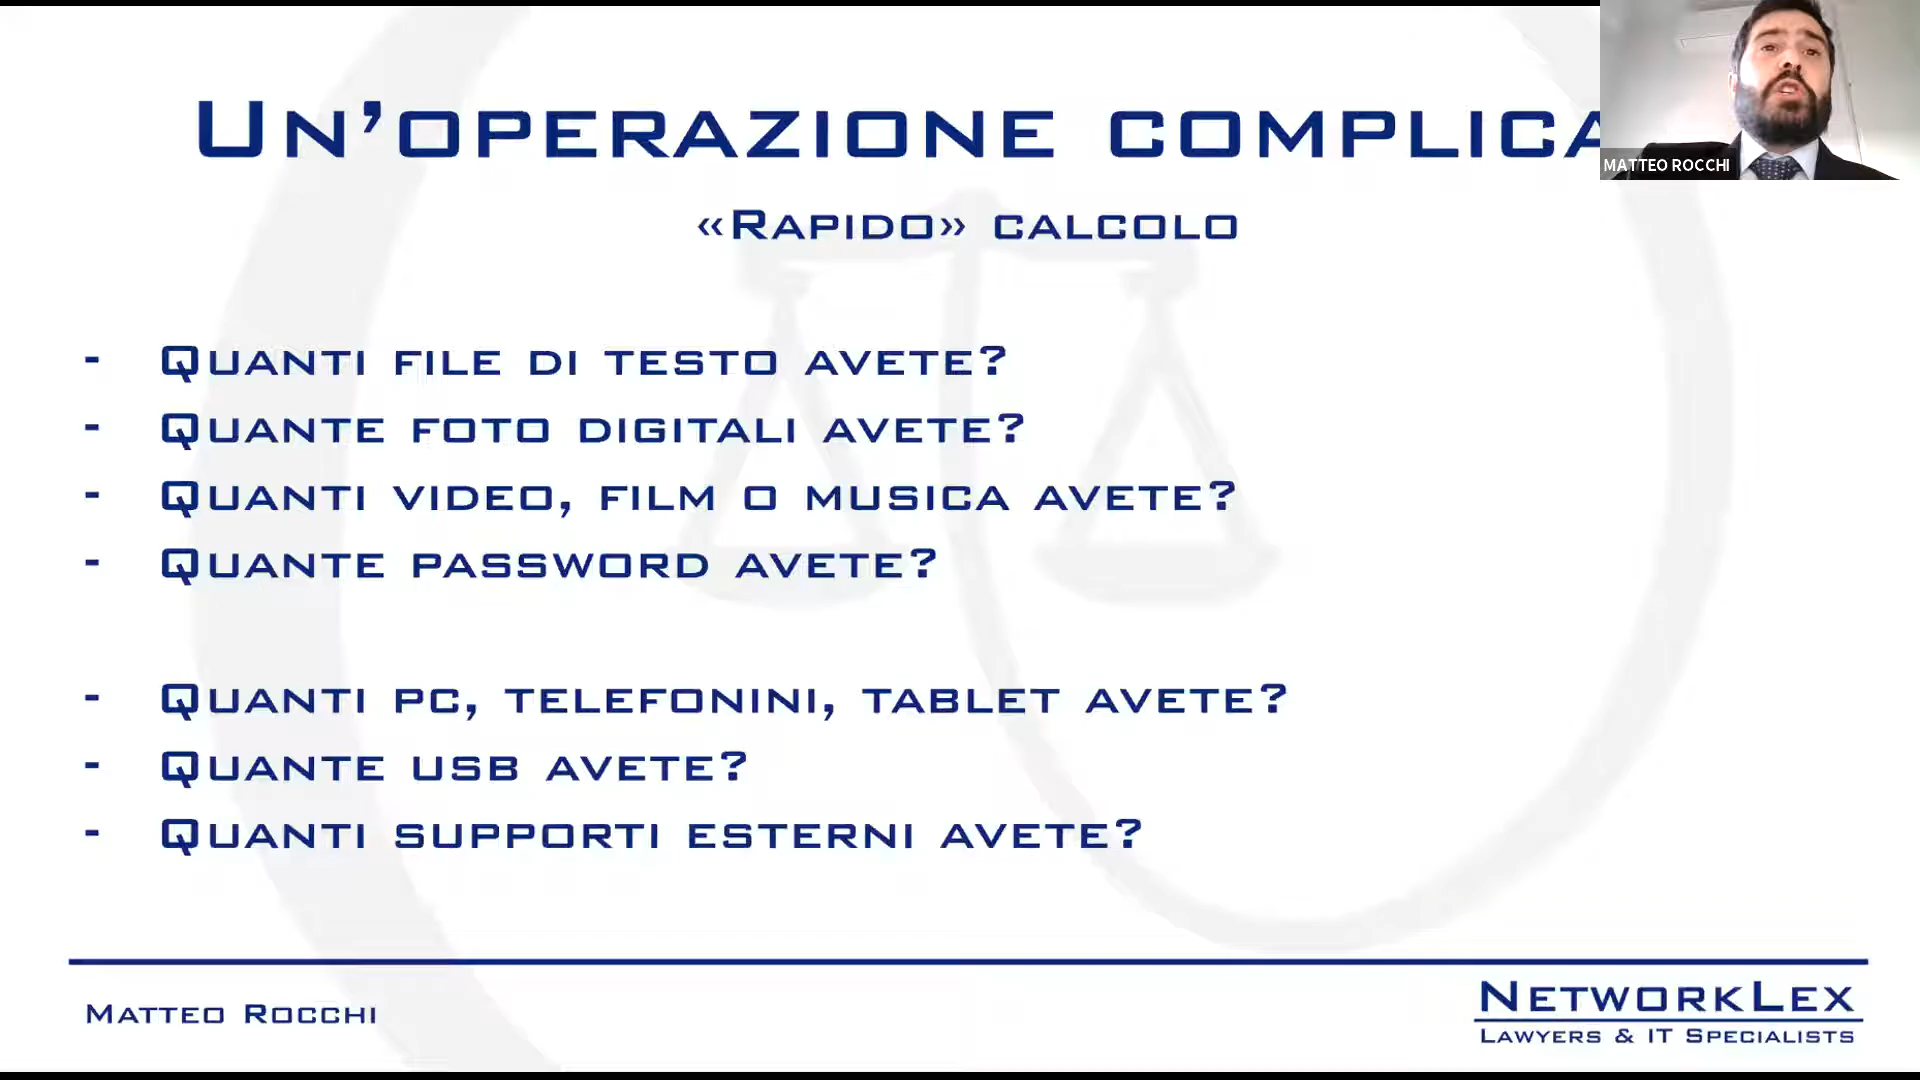 UN'OPERAZIONE COMPLICA
MATTEO ROCCHI
«RAPIDO» CALCOLO
- QUANTI FILE DI TESTO AVETE?
- QUANTE FOTO DIGITALI AVETE?
- QUANTI VIDEO, FILM O MUSICA AVETE?
- QUANTE PASSWORD AVETE?
- QUANTI PC, TELEFONINI, TABLET AVETE?
- QUANTE USB AVETE?
- QUANTI SUPPORTI ESTERNI AVETE?
MATTEO ROCCHI
NETWORKLEX
LAWYERS & IT SPECIALISTS